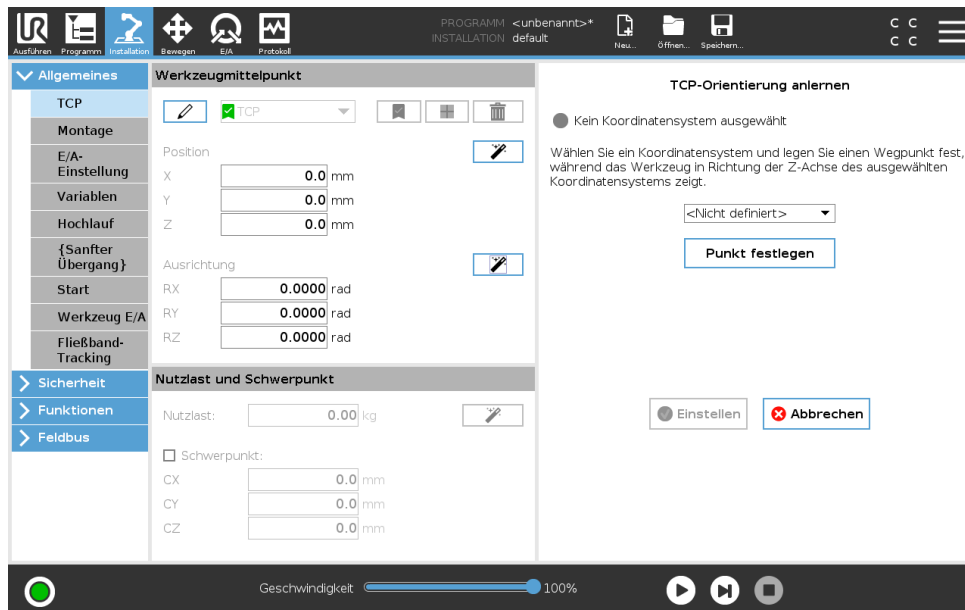 PROGRAMM <unbenannt>*
INSTALLATION default
Ausführen Programm Installation Bewegen E/A Protokoll
Neu... Öffnen... Speichern...
C C
C C
Allgemeines
TCP
Montage
E/A-
Einstellung
Variablen
Hochlauf
{Sanfter
Übergang}
Start
Werkzeug E/A
Fließband-
Tracking
Sicherheit
Funktionen
Feldbus
Werkzeugmittelpunkt
TCP
Position
X 0.0 mm
Y 0.0 mm
Z 0.0 mm
Ausrichtung
RX 0.0000 rad
RY 0.0000 rad
RZ 0.0000 rad
Nutzlast und Schwerpunkt
Nutzlast: 0.00 kg
Schwerpunkt:
CX 0.0 mm
CY 0.0 mm
CZ 0.0 mm
TCP-Orientierung anlernen
Kein Koordinatensystem ausgewählt
Wählen Sie ein Koordinatensystem und legen Sie einen Wegpunkt fest,
während das Werkzeug in Richtung der Z-Achse des ausgewählten
Koordinatensystems zeigt.
<Nicht definiert>
Punkt festlegen
Einstellen Abbrechen
Geschwindigkeit 100%